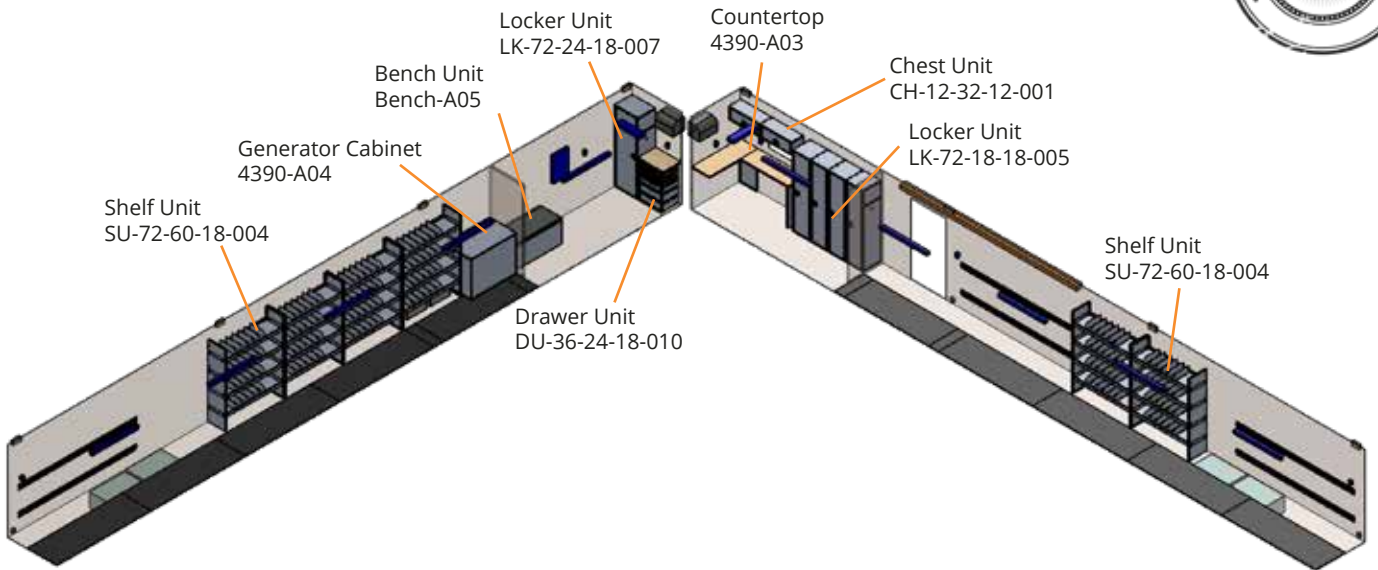 Locker Unit
LK-72-24-18-007
Countertop
4390-A03
Bench Unit
Bench-A05
Chest Unit
CH-12-32-12-001
Generator Cabinet
4390-A04
Locker Unit
LK-72-18-18-005
Shelf Unit
SU-72-60-18-004
Shelf Unit
SU-72-60-18-004
Drawer Unit
DU-36-24-18-010